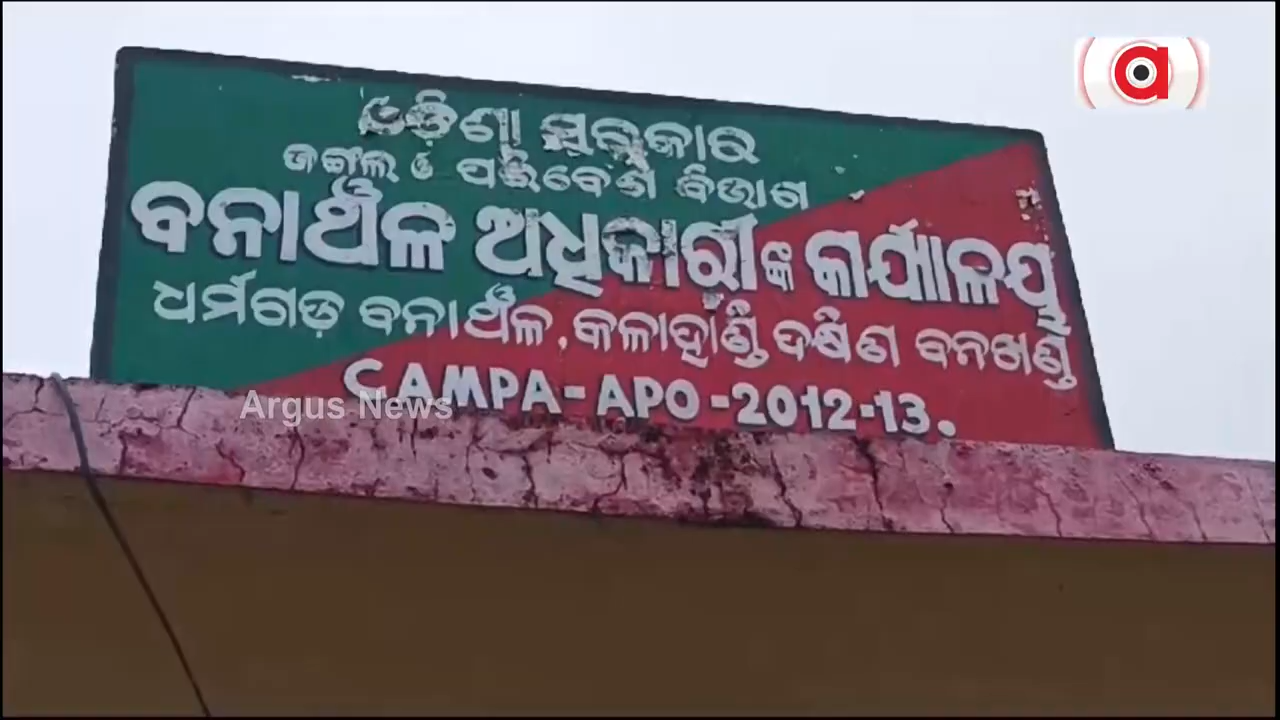 ଓଡ଼ିଶା ସରକାର
ଜଙ୍ଗଲ ଓ ପରିବେଶ ବିଭାଗ
ବନାଞ୍ଚଳ ଅଧିକାରୀଙ୍କ କାର୍ଯ୍ୟାଳୟ
ଧର୍ମଗଡ଼ ବନାଞ୍ଚଳ, କଳାହାଣ୍ଡି ଦକ୍ଷିଣ ବନଖଣ୍ଡ
CAMPA-APO-2012-13.
Argus News